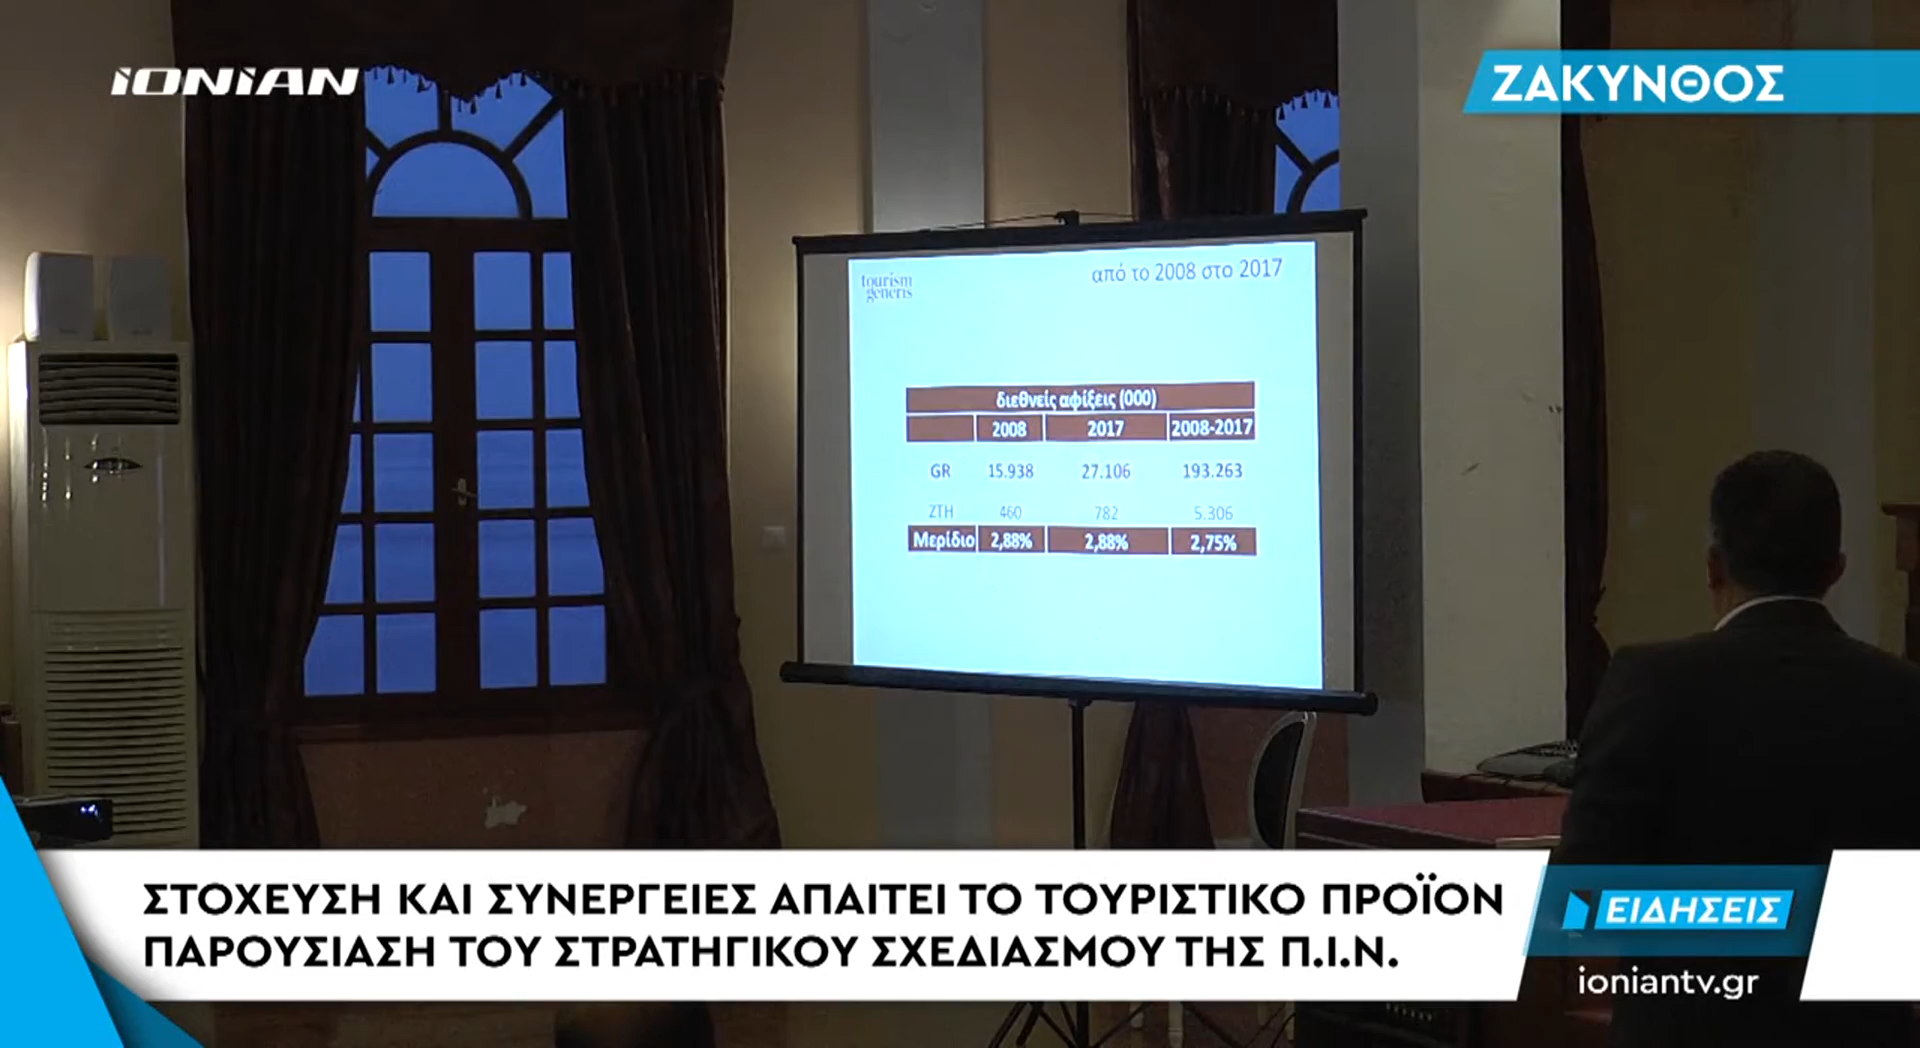 IONIAN
ΖΑΚΥΝΘΟΣ
tourism
generis
από το 2008 στο 2017
διεθνείς αφίξεις (000)
2008 2017 2008-2017
GR 15.938 27.106 193.263
ZTH 460 782 5.306
Μερίδιο 2,88% 2,88% 2,75%
ΣΤΟΧΕΥΣΗ ΚΑΙ ΣΥΝΕΡΓΕΙΕΣ ΑΠΑΙΤΕΙ ΤΟ ΤΟΥΡΙΣΤΙΚΟ ΠΡΟΪΟΝ
ΠΑΡΟΥΣΙΑΣΗ ΤΟΥ ΣΤΡΑΤΗΓΙΚΟΥ ΣΧΕΔΙΑΣΜΟΥ ΤΗΣ Π.Ι.Ν.
ΕΙΔΗΣΕΙΣ
ioniantv.gr